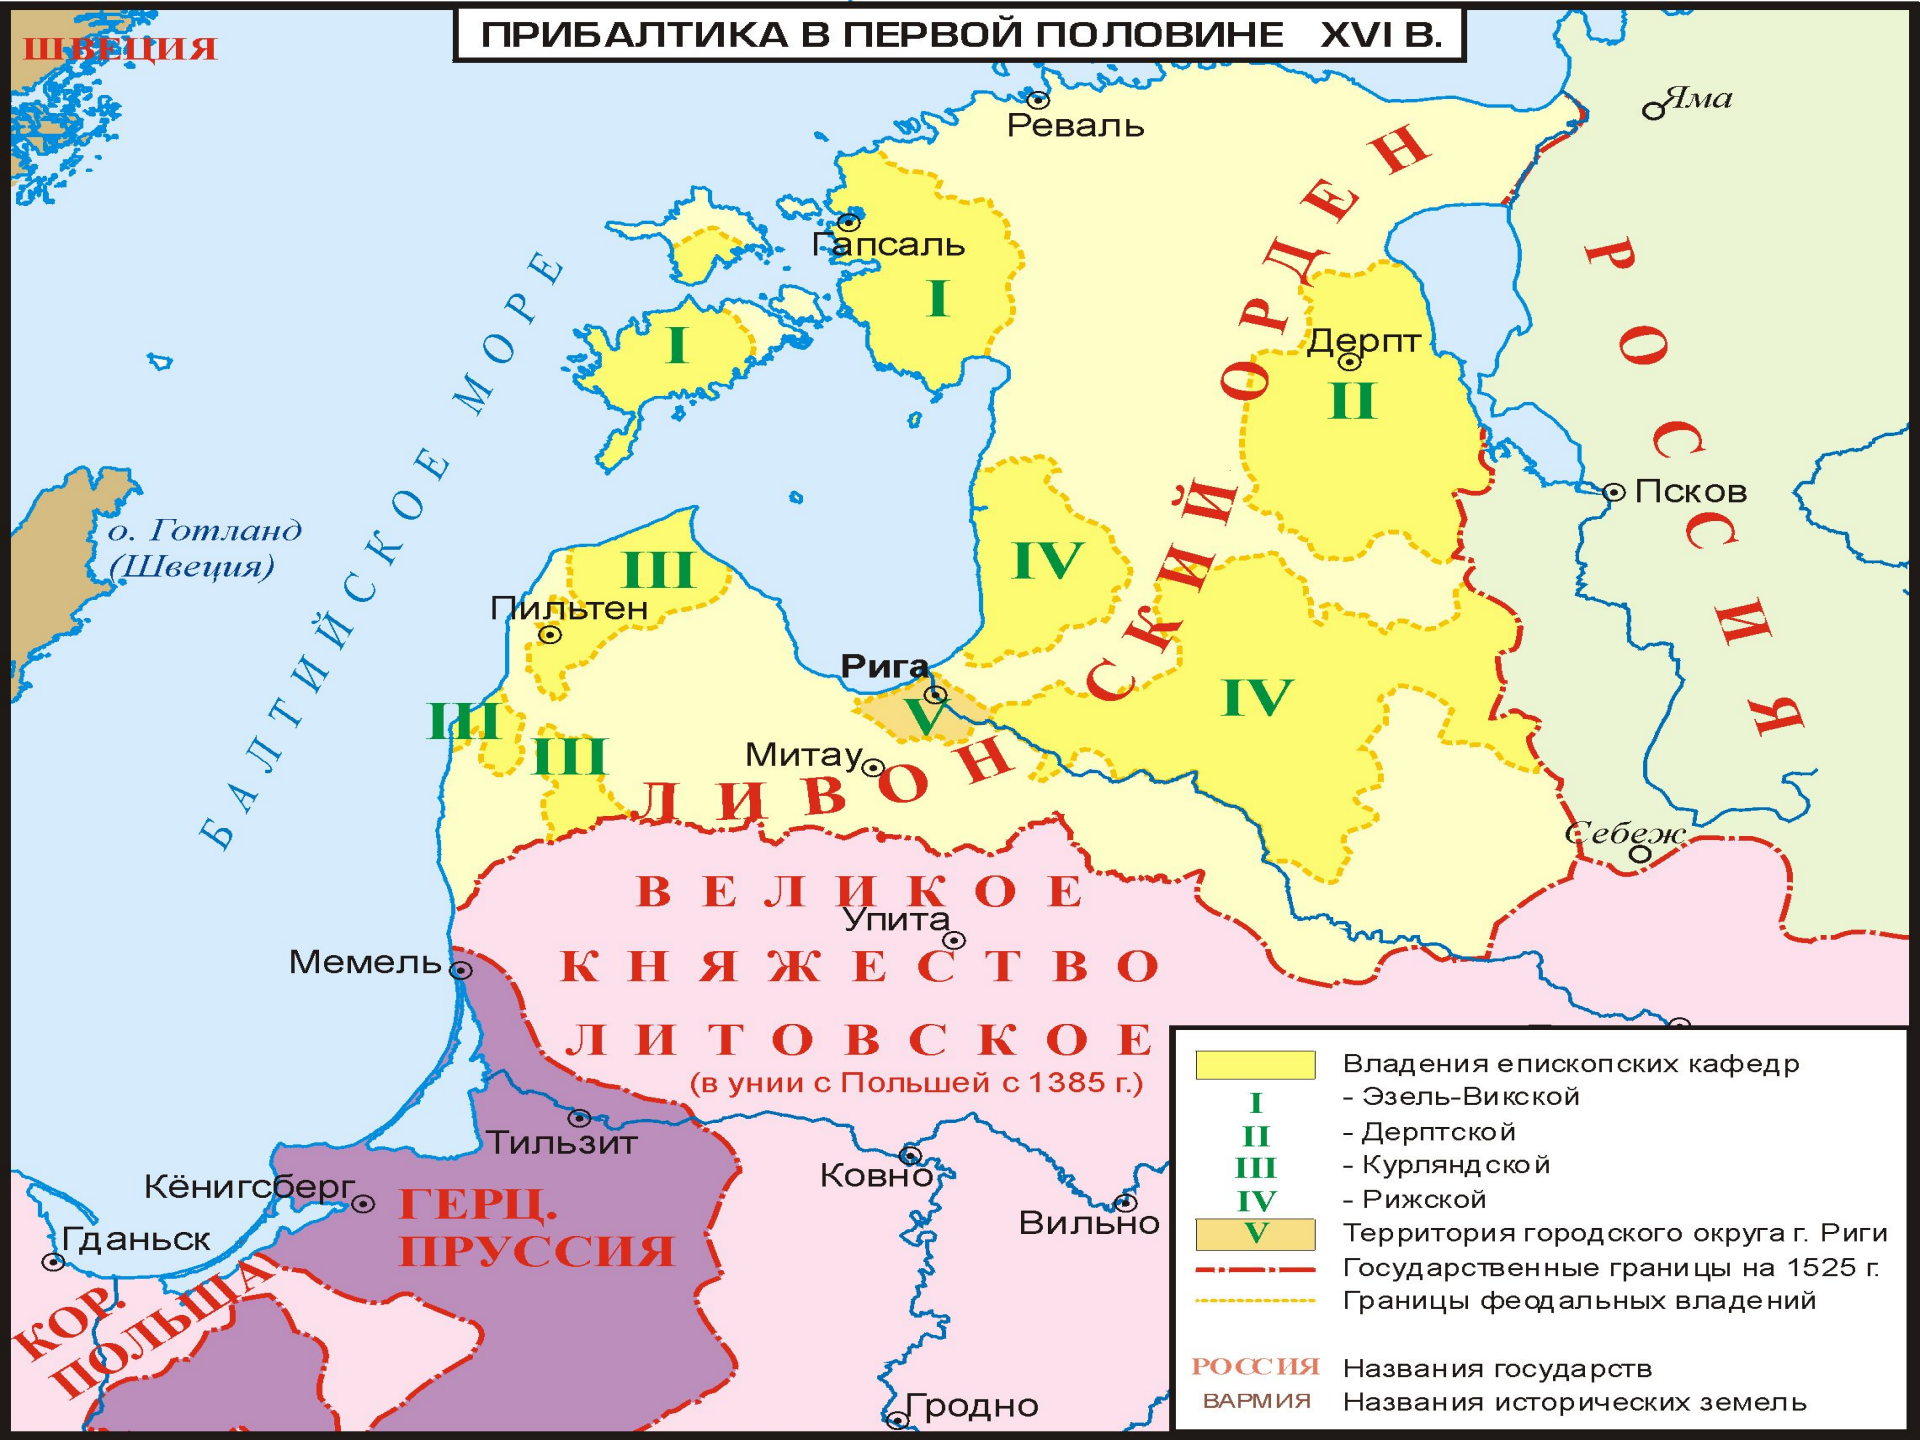 ПРИБАЛТИКА В ПЕРВОЙ ПОЛОВИНЕ XVI В.
ШВЕЦИЯ
Яма
Ревель
Гапсаль
I
I
БАЛТИЙСКОЕ МОРЕ
Дерпт
II
РОССИЯ
Псков
о. Готланд
(Швеция)
III
IV
Пильтен
Рига
V
IV
III
III
Митау
ЛИВОНСКИЙ ОРДЕН
Себеж
ВЕЛИКОЕ
Упита
КНЯЖЕСТВО
ЛИТОВСКОЕ
(в унии с Польшей с 1385 г.)
Мемель
Тильзит
Ковно
Вильно
Кёнигсберг
ГЕРЦ.
ПРУССИЯ
Гданьск
КОР.
ПОЛЬША
Гродно
Владения епископских кафедр
I - Эзель-Викской
II - Дерптской
III - Курляндской
IV - Рижской
V Территория городского округа г. Риги
Государственные границы на 1525 г.
Границы феодальных владений
РОССИЯ Названия государств
ВАРМИЯ Названия исторических земель